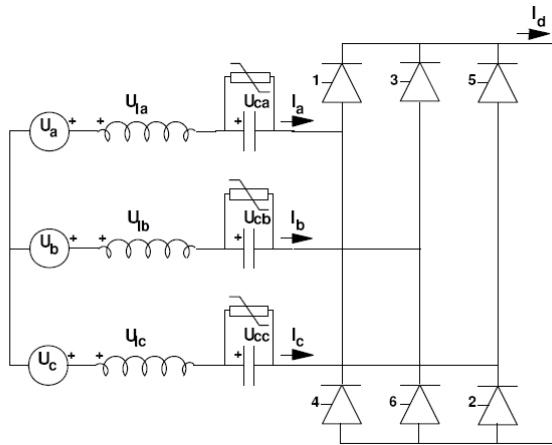 I_d
1
3
5
U_la
U_ca
I_a
U_a
+
+
+
U_lb
U_cb
I_b
U_b
+
+
+
U_lc
U_cc
I_c
U_c
+
+
+
4
6
2